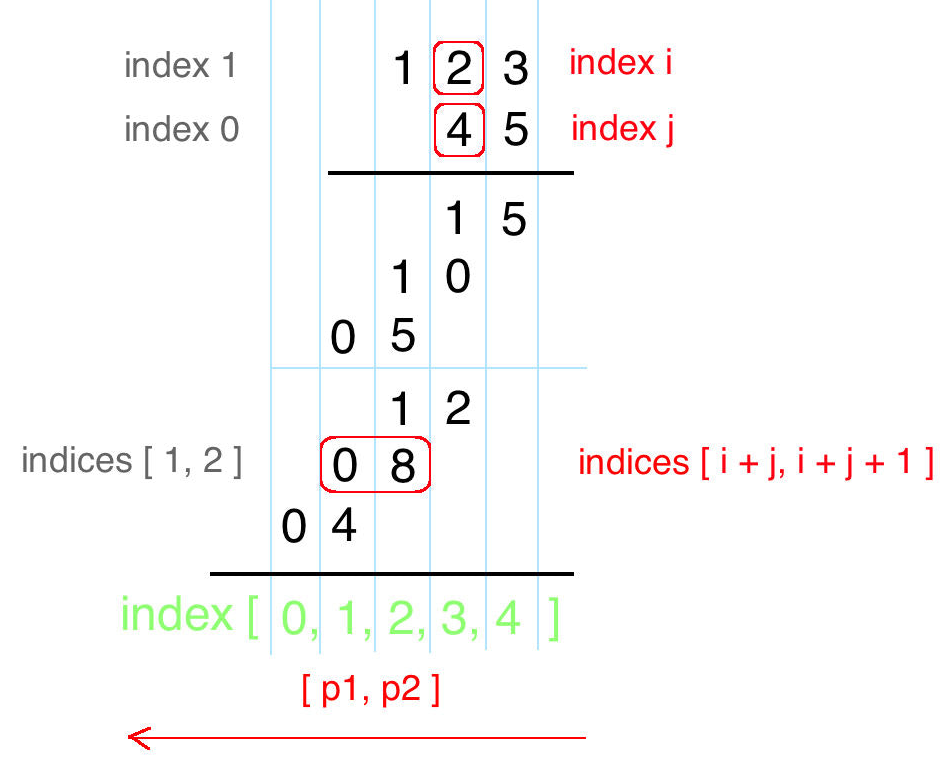 index 1 1 2 3 index i
index 0 4 5 index j
1 5
1 0
0 5
1 2
indices [ 1, 2 ] 0 8 indices [ i + j, i + j + 1 ]
0 4
index [ 0, 1, 2, 3, 4 ]
[ p1, p2 ]